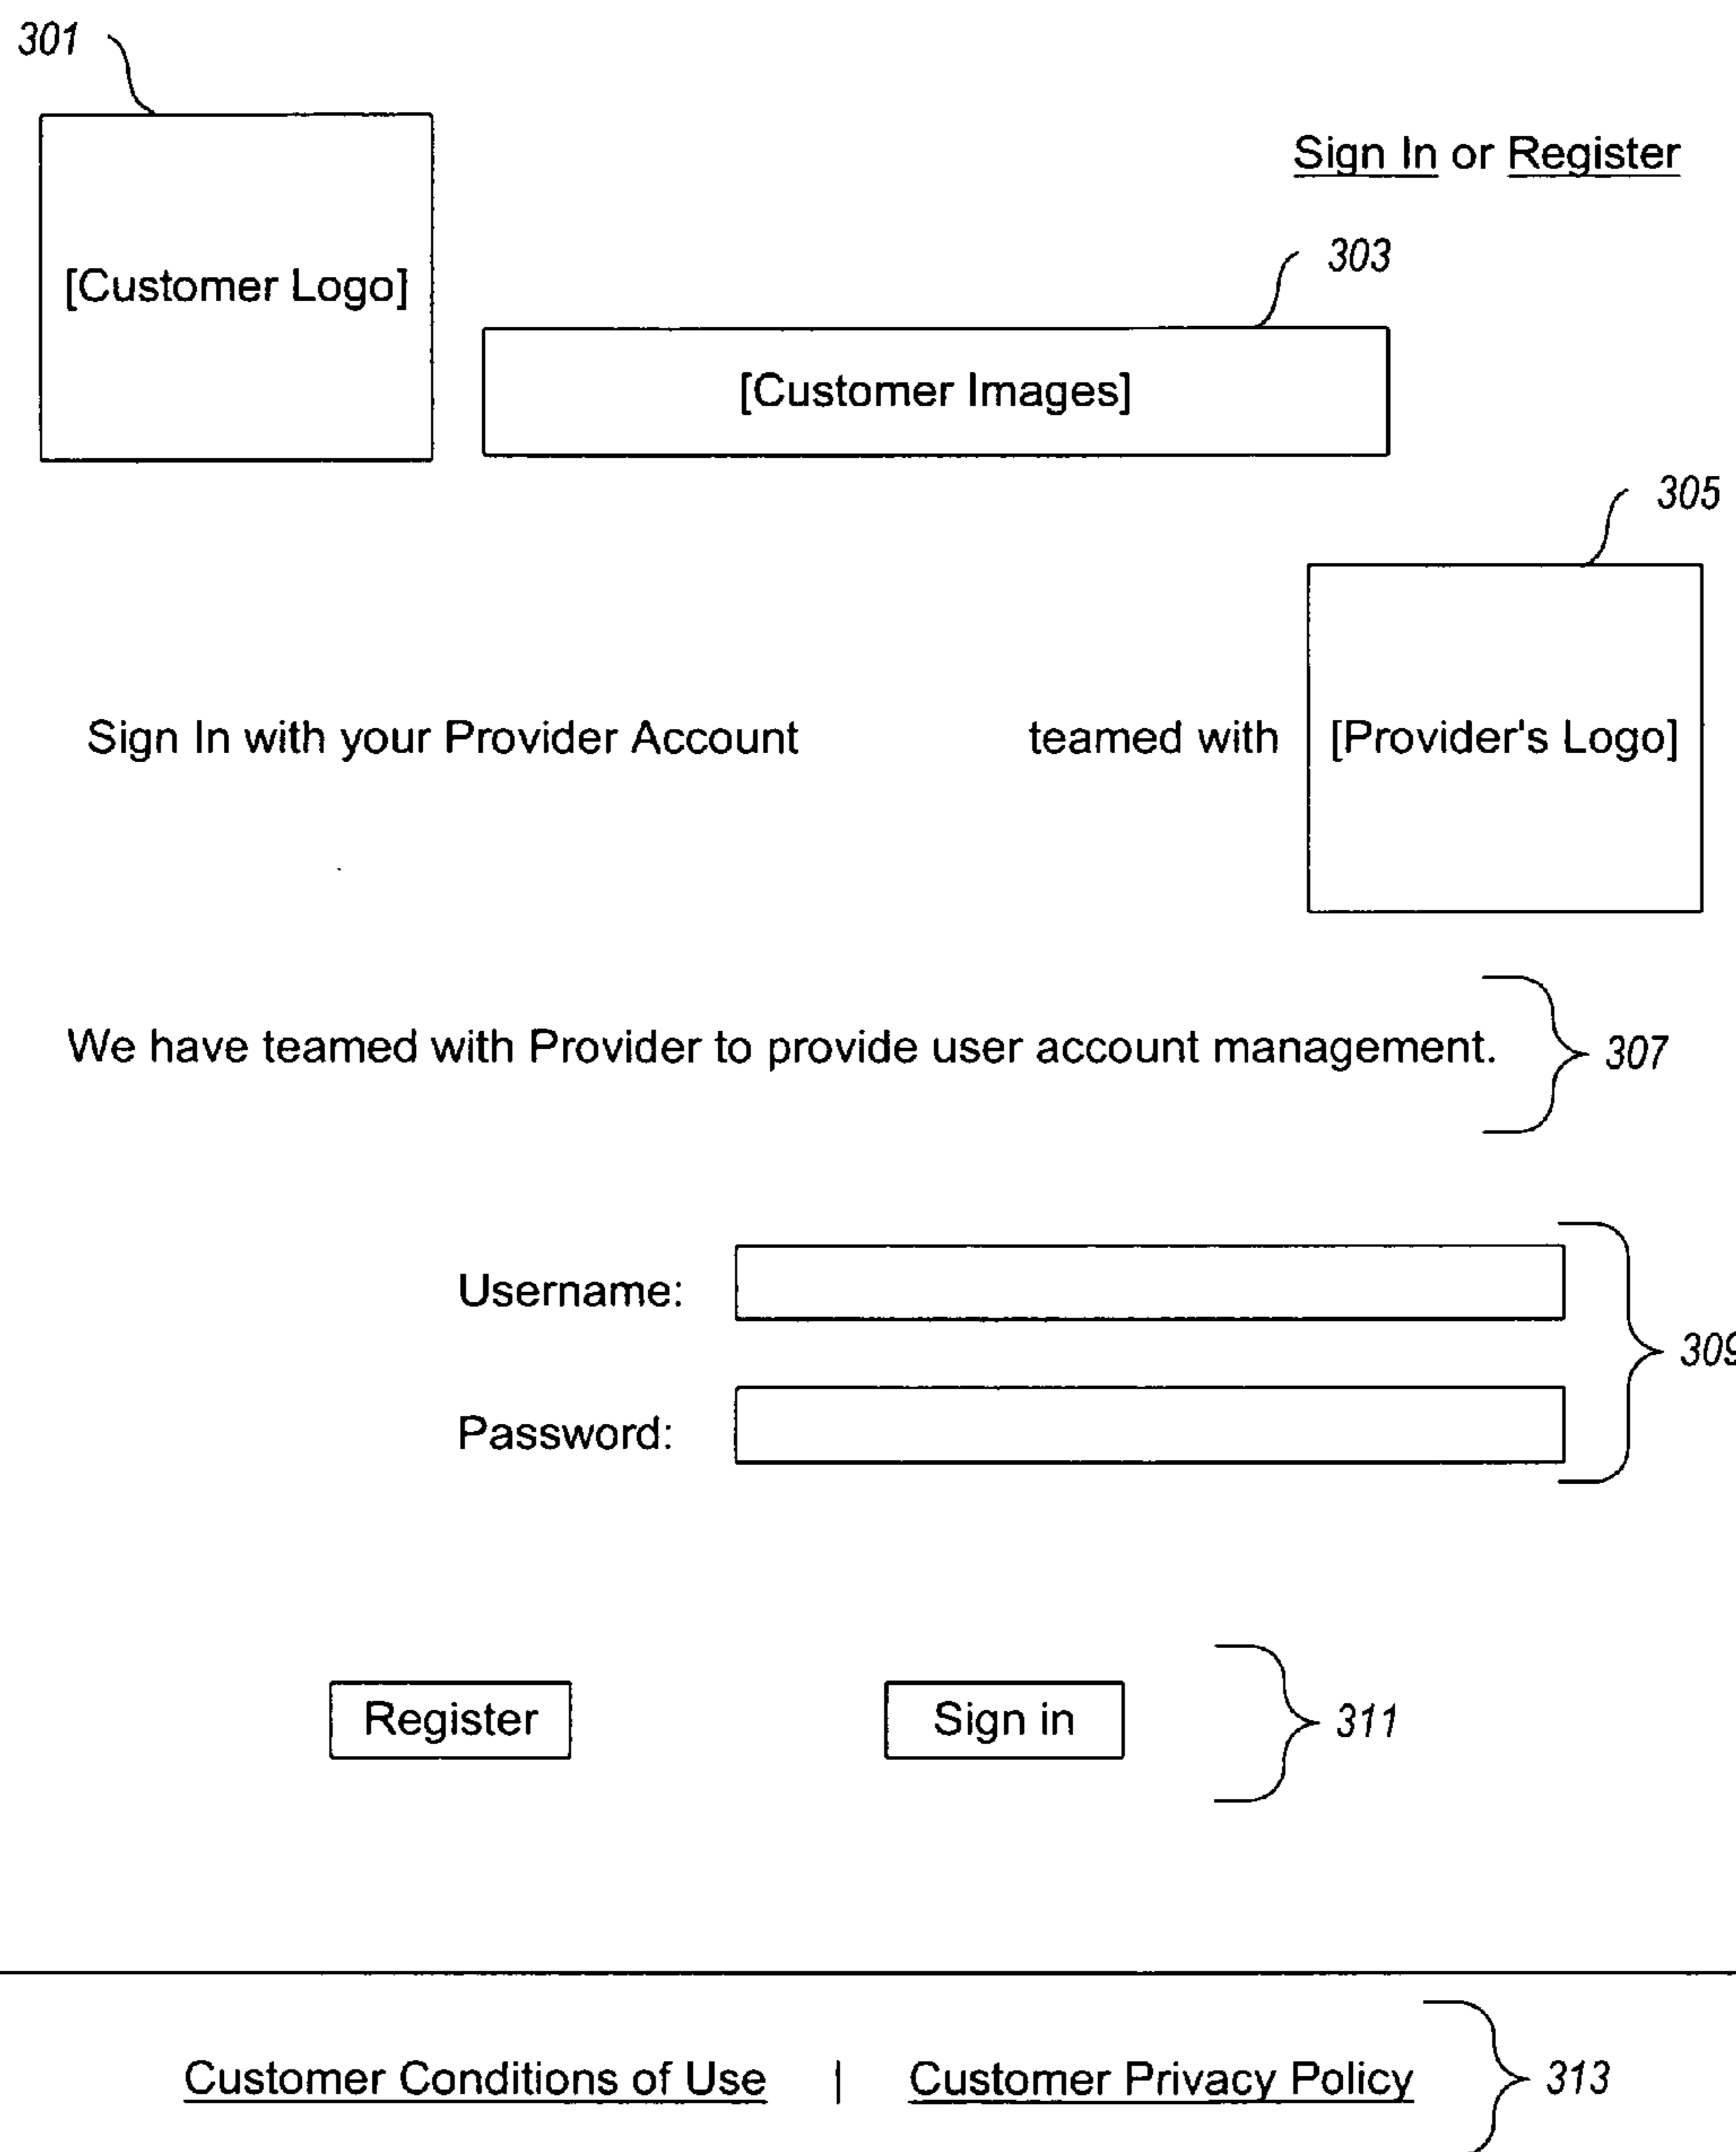 301
Sign In or Register
303
[Customer Logo]
[Customer Images]
305
Sign In with your Provider Account teamed with [Provider's Logo]
We have teamed with Provider to provide user account management. 307
Username:
309
Password:
Register Sign in 311
Customer Conditions of Use | Customer Privacy Policy 313